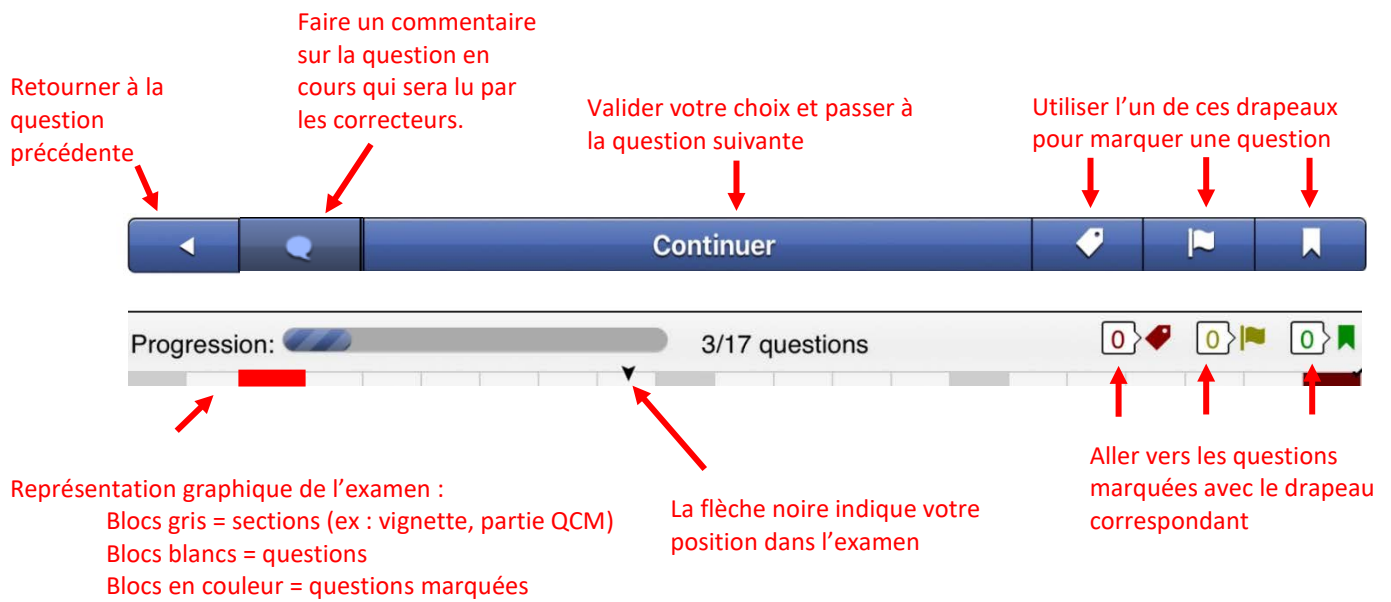 Faire un commentaire
sur la question en
cours qui sera lu par
les correcteurs.
Retourner à la
question
précédente
Valider votre choix et passer à
la question suivante
Utiliser l’un de ces drapeaux
pour marquer une question
Continuer
Progression:
3/17 questions
0
0
0
Représentation graphique de l’examen :
Blocs gris = sections (ex : vignette, partie QCM)
Blocs blancs = questions
Blocs en couleur = questions marquées
La flèche noire indique votre
position dans l’examen
Aller vers les questions
marquées avec le drapeau
correspondant